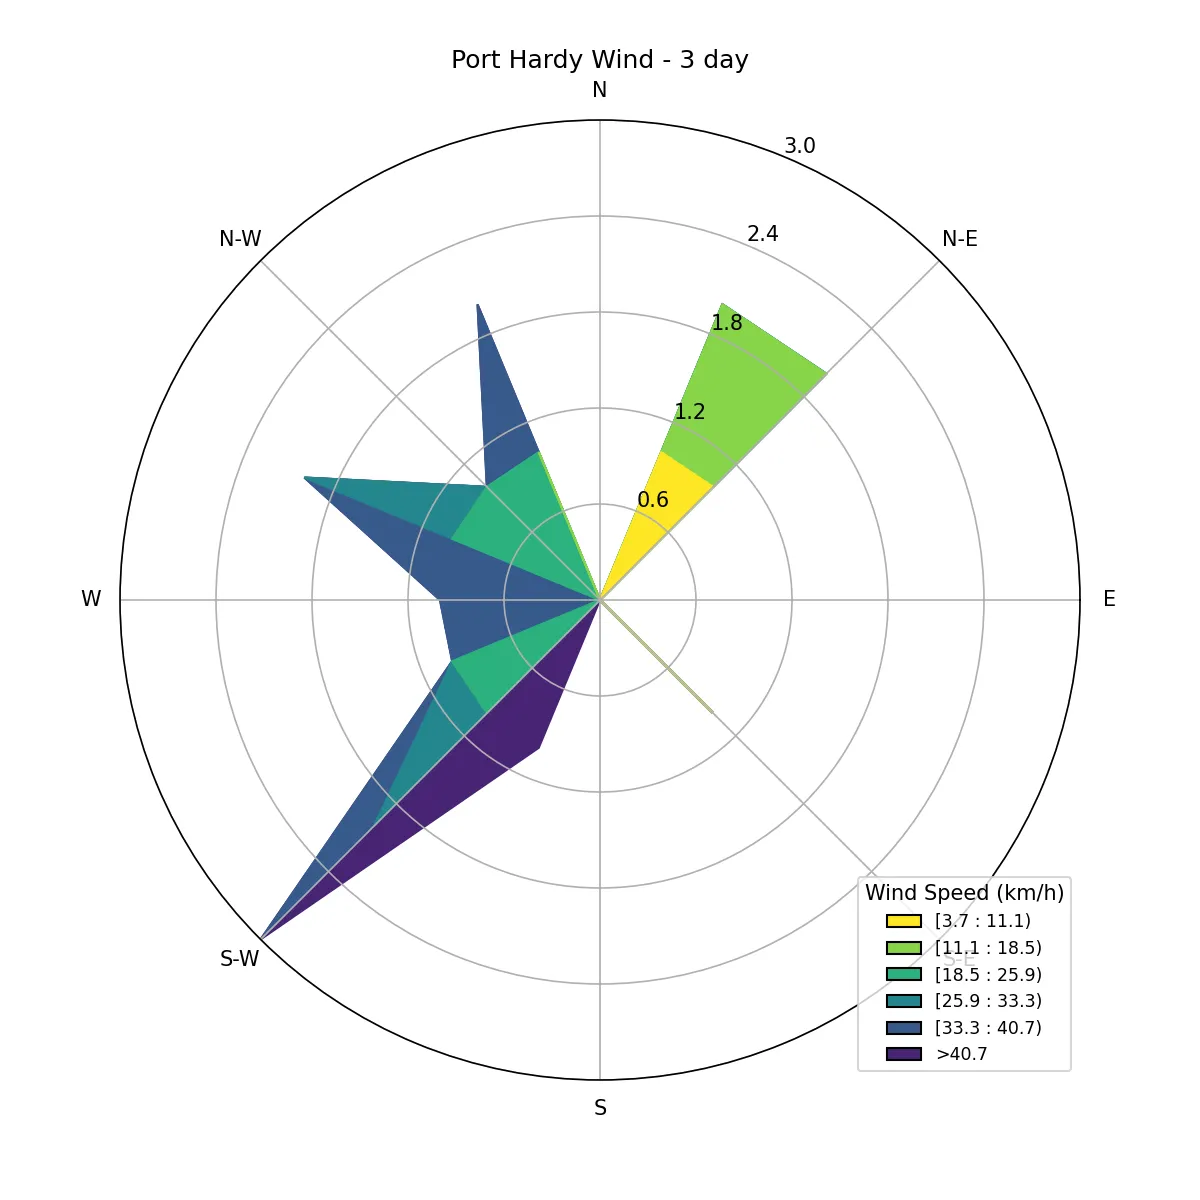 Port Hardy Wind - 3 day
N
3.0
N-W
2.4
N-E
1.8
1.2
0.6
W
E
Wind Speed (km/h)
[3.7 : 11.1)
[11.1 : 18.5)
S-W
S-E
[18.5 : 25.9)
[25.9 : 33.3)
[33.3 : 40.7)
>40.7
S